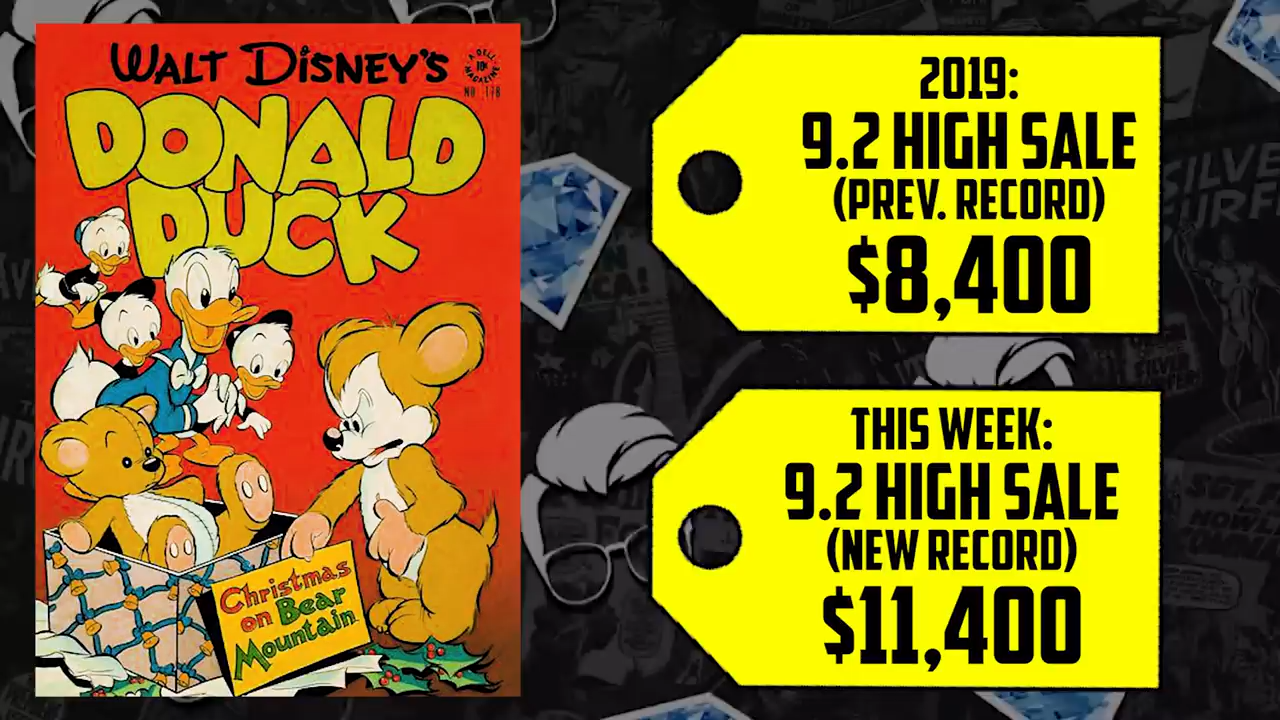 WALT DISNEY'S
A DELL
10¢
MAGAZINE
NO. 178
DONALD
DUCK
Christmas
on Bear
Mountain
2019:
9.2 HIGH SALE
(PREV. RECORD)
$8,400
THIS WEEK:
9.2 HIGH SALE
(NEW RECORD)
$11,400
SILVER